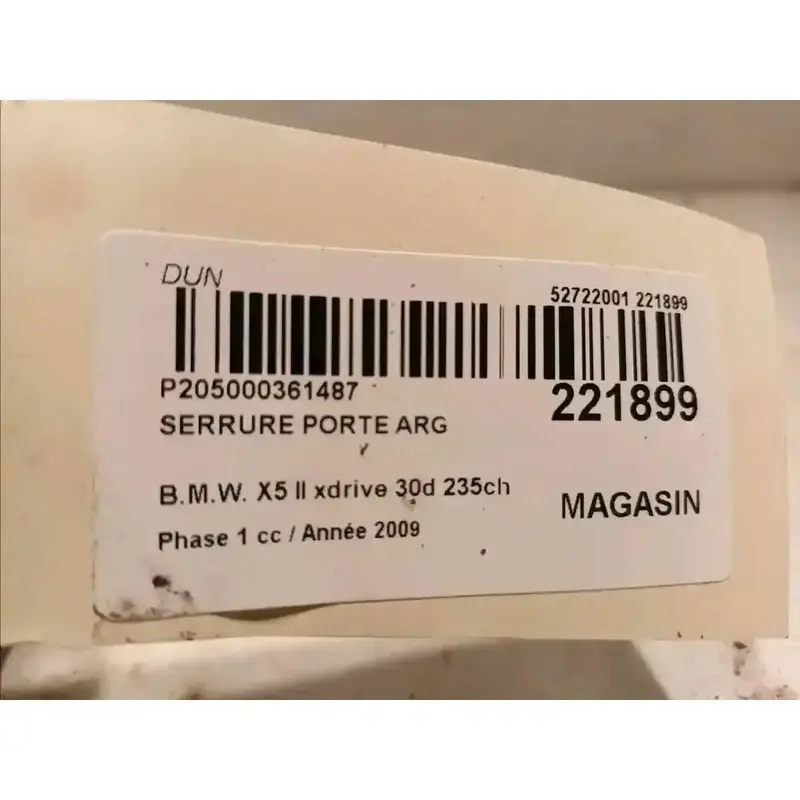 DUN
52722001 221899
P205000361487
221899
SERRURE PORTE ARG
B.M.W. X5 II xdrive 30d 235ch
MAGASIN
Phase 1 cc / Année 2009